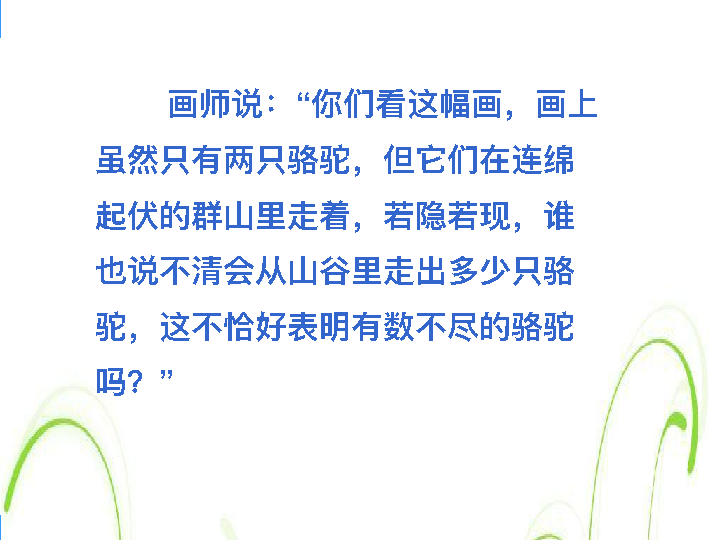 画师说：“你们看这幅画，画上
虽然只有两只骆驼，但它们在连绵
起伏的群山里走着，若隐若现，谁
也说不清会从山谷里走出多少只骆
驼，这不恰好表明有数不尽的骆驼
吗？”